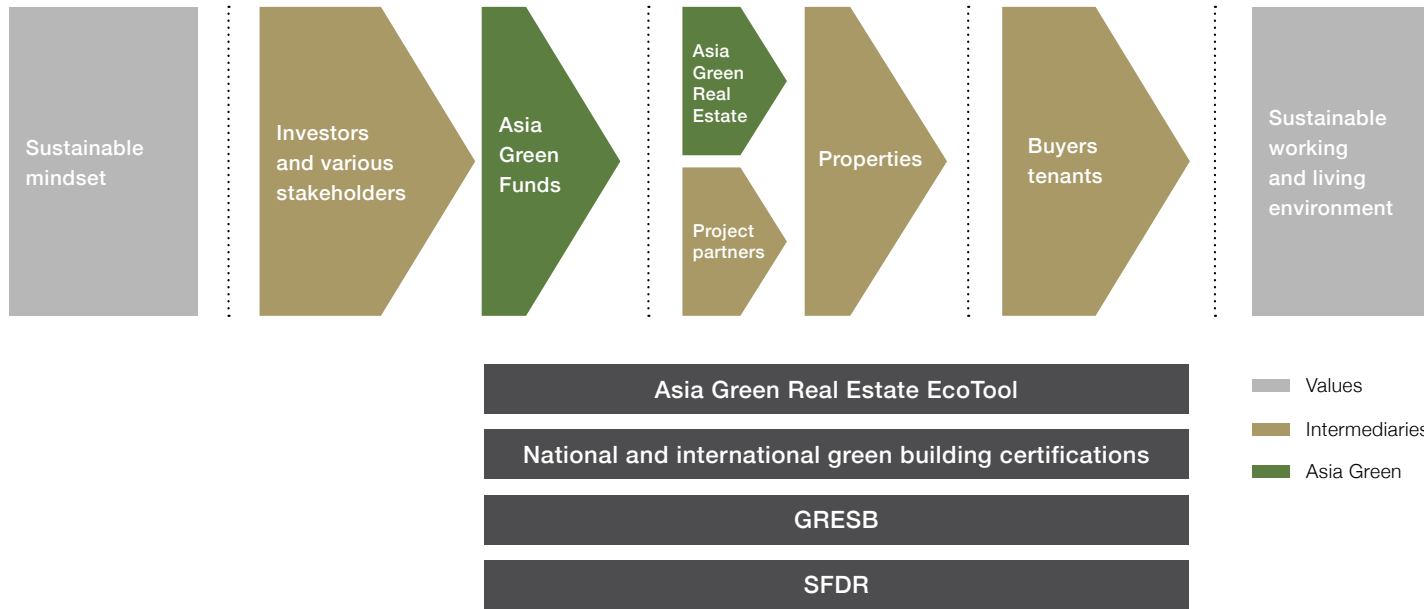 Sustainable
mindset
Investors
and various
stakeholders
Asia
Green
Funds
Asia
Green
Real
Estate
Project
partners
Properties
Buyers
tenants
Sustainable
working
and living
environment
Asia Green Real Estate EcoTool
National and international green building certifications
GRESB
SFDR
Values
Intermediaries
Asia Green